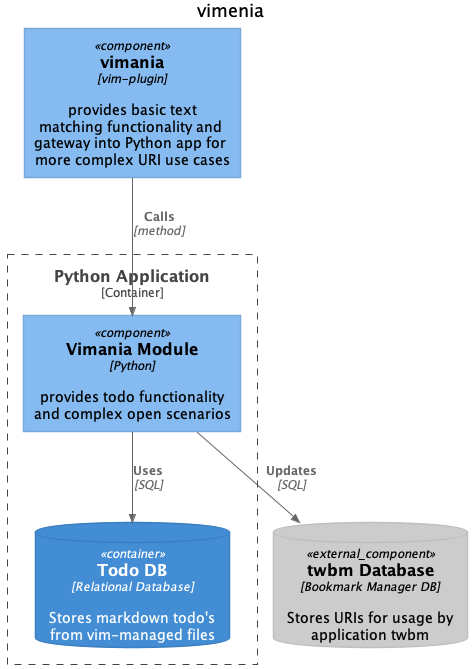 vimenia
«component»
vimania
[vim-plugin]
provides basic text
matching functionality and
gateway into Python app for
more complex URI use cases
Calls
[method]
Python Application
[Container]
«component»
Vimania Module
[Python]
provides todo functionality
and complex open scenarios
Uses
[SQL]
Updates
[SQL]
«container»
Todo DB
[Relational Database]
Stores markdown todo's
from vim-managed files
«external_component»
twbm Database
[Bookmark Manager DB]
Stores URIs for usage by
application twbm